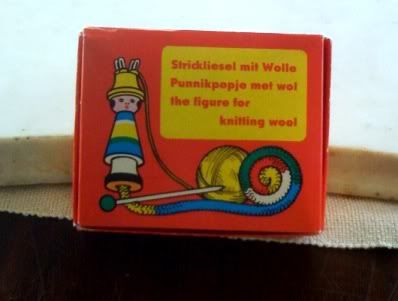 Strickliesel mit Wolle
Punnikpopje met wol
the figure for
knitting wool